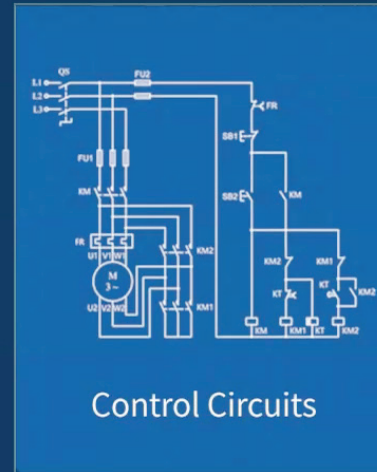 QS
FU2
L1
L2
L3
FR
SB1
FU1
KM
SB2
KM
FR
KM2
U1 V1 W1
KM2
KM1
M
3~
KT
KT
KM2
U2 V2 W2
KM1
KM
KM1
KT
KM2
Control Circuits